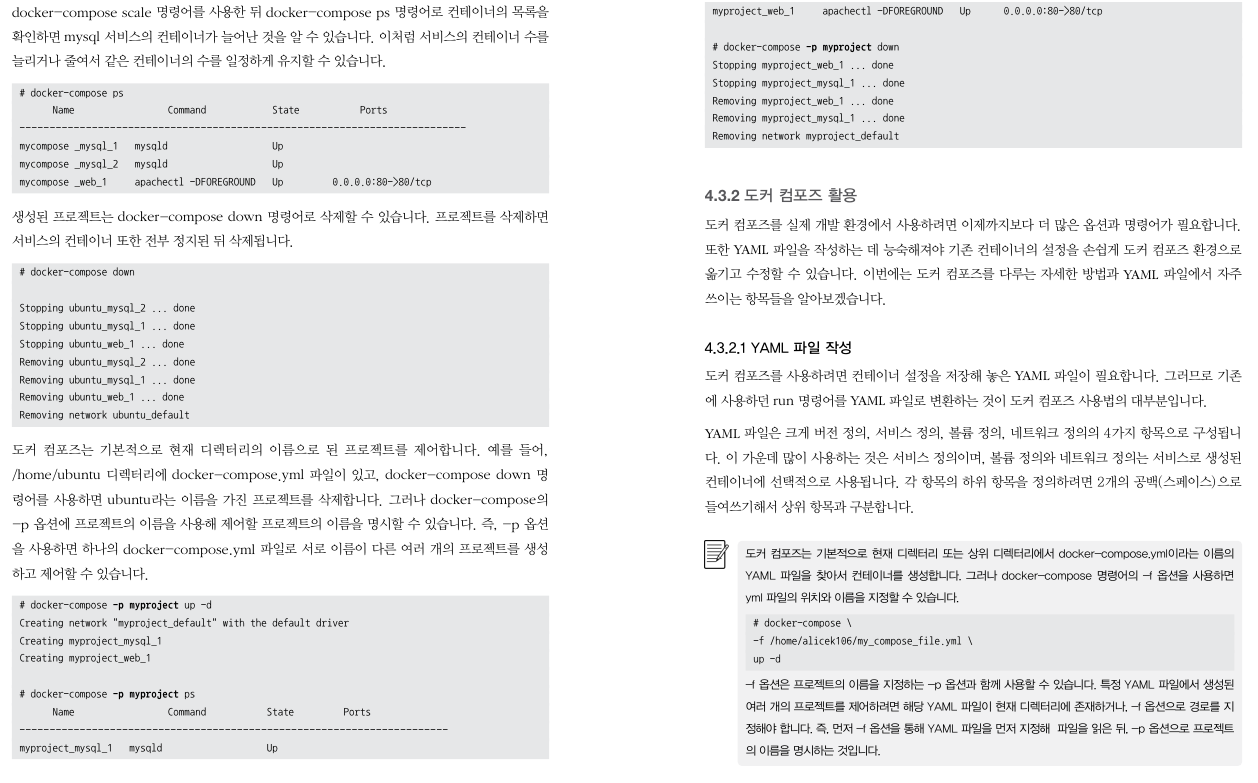 docker-compose scale 명령어를 사용한 뒤 docker-compose ps 명령어로 컨테이너의 목록을
확인하면 mysql 서비스의 컨테이너가 늘어난 것을 알 수 있습니다. 이처럼 서비스의 컨테이너 수를
늘리거나 줄여서 같은 컨테이너의 수를 일정하게 유지할 수 있습니다.
# docker-compose ps
Name Command State Ports
--------------------------------------------------------------------------
mycompose _mysql_1 mysqld Up
mycompose _mysql_2 mysqld Up
mycompose _web_1 apachectl -DFOREGROUND Up 0.0.0.0:80->80/tcp
생성된 프로젝트는 docker-compose down 명령어로 삭제할 수 있습니다. 프로젝트를 삭제하면
서비스의 컨테이너 또한 전부 정지된 뒤 삭제됩니다.
# docker-compose down
Stopping ubuntu_mysql_2 ... done
Stopping ubuntu_mysql_1 ... done
Stopping ubuntu_web_1 ... done
Removing ubuntu_mysql_2 ... done
Removing ubuntu_mysql_1 ... done
Removing ubuntu_web_1 ... done
Removing network ubuntu_default
도커 컴포즈는 기본적으로 현재 디렉터리의 이름으로 된 프로젝트를 제어합니다. 예를 들어,
/home/ubuntu 디렉터리에 docker-compose.yml 파일이 있고, docker-compose down 명
령어를 사용하면 ubuntu라는 이름을 가진 프로젝트를 삭제합니다. 그러나 docker-compose의
-p 옵션에 프로젝트의 이름을 사용해 제어할 프로젝트의 이름을 명시할 수 있습니다. 즉, -p 옵션
을 사용하면 하나의 docker-compose.yml 파일로 서로 이름이 다른 여러 개의 프로젝트를 생성
하고 제어할 수 있습니다.
# docker-compose -p myproject up -d
Creating network "myproject_default" with the default driver
Creating myproject_mysql_1
Creating myproject_web_1
# docker-compose -p myproject ps
Name Command State Ports
-----------------------------------------------------------------------
myproject_mysql_1 mysqld Up
myproject_web_1 apachectl -DFOREGROUND Up 0.0.0.0:80->80/tcp
# docker-compose -p myproject down
Stopping myproject_web_1 ... done
Stopping myproject_mysql_1 ... done
Removing myproject_web_1 ... done
Removing myproject_mysql_1 ... done
Removing network myproject_default
4.3.2 도커 컴포즈 활용
도커 컴포즈를 실제 개발 환경에서 사용하려면 이제까지보다 더 많은 옵션과 명령어가 필요합니다.
또한 YAML 파일을 작성하는 데 능숙해져야 기존 컨테이너의 설정을 손쉽게 도커 컴포즈 환경으로
옮기고 수정할 수 있습니다. 이번에는 도커 컴포즈를 다루는 자세한 방법과 YAML 파일에서 자주
쓰이는 항목들을 알아보겠습니다.
4.3.2.1 YAML 파일 작성
도커 컴포즈를 사용하려면 컨테이너 설정을 저장해 놓은 YAML 파일이 필요합니다. 그러므로 기존
에 사용하던 run 명령어를 YAML 파일로 변환하는 것이 도커 컴포즈 사용법의 대부분입니다.
YAML 파일은 크게 버전 정의, 서비스 정의, 볼륨 정의, 네트워크 정의의 4가지 항목으로 구성됩니
다. 이 가운데 많이 사용하는 것은 서비스 정의이며, 볼륨 정의와 네트워크 정의는 서비스로 생성된
컨테이너에 선택적으로 사용됩니다. 각 항목의 하위 항목을 정의하려면 2개의 공백(스페이스)으로
들여쓰기해서 상위 항목과 구분합니다.
도커 컴포즈는 기본적으로 현재 디렉터리 또는 상위 디렉터리에서 docker-compose.yml이라는 이름의
YAML 파일을 찾아서 컨테이너를 생성합니다. 그러나 docker-compose 명령어의 -f 옵션을 사용하면
yml 파일의 위치와 이름을 지정할 수 있습니다.
# docker-compose \
-f /home/alicek106/my_compose_file.yml \
up -d
-f 옵션은 프로젝트의 이름을 지정하는 -p 옵션과 함께 사용할 수 있습니다. 특정 YAML 파일에서 생성된
여러 개의 프로젝트를 제어하려면 해당 YAML 파일이 현재 디렉터리에 존재하거나, -f 옵션으로 경로를 지
정해야 합니다. 즉, 먼저 -f 옵션을 통해 YAML 파일을 먼저 지정해 파일을 읽은 뒤, -p 옵션으로 프로젝트
의 이름을 명시하는 것입니다.